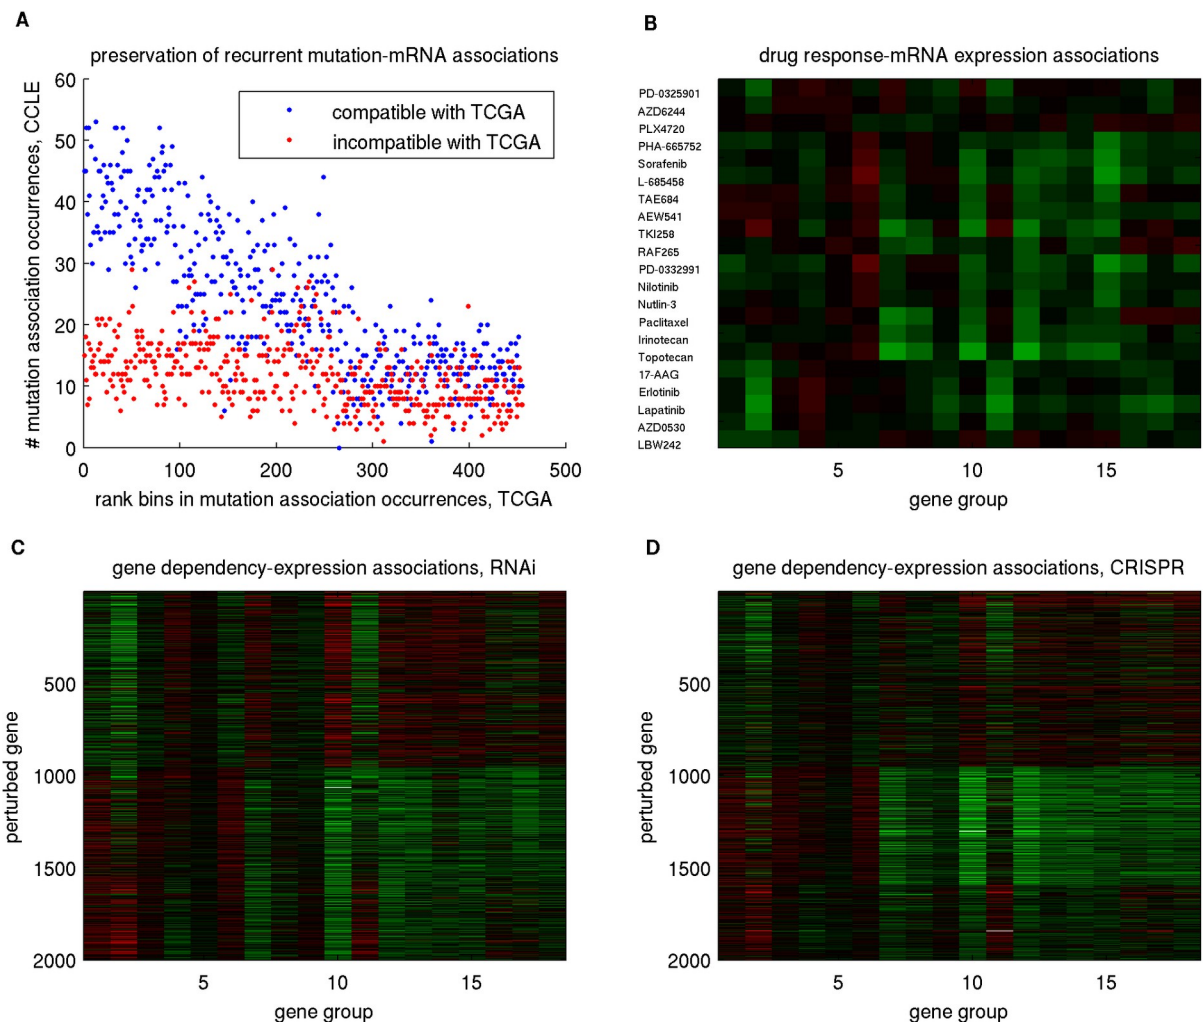 A
preservation of recurrent mutation-mRNA associations
# mutation association occurrences, CCLE
60
50
40
30
20
10
0
compatible with TCGA
incompatible with TCGA
0 100 200 300 400 500
rank bins in mutation association occurrences, TCGA
B
drug response-mRNA expression associations
PD-0325901
AZD6244
PLX4720
PHA-665752
Sorafenib
L-685458
TAE684
AEW541
TKI258
RAF265
PD-0332991
Nilotinib
Nutlin-3
Paclitaxel
Irinotecan
Topotecan
17-AAG
Erlotinib
Lapatinib
AZD0530
LBW242
5 10 15
gene group
C
gene dependency-expression associations, RNAi
perturbed gene
500
1000
1500
2000
5 10 15
gene group
D
gene dependency-expression associations, CRISPR
perturbed gene
500
1000
1500
2000
5 10 15
gene group